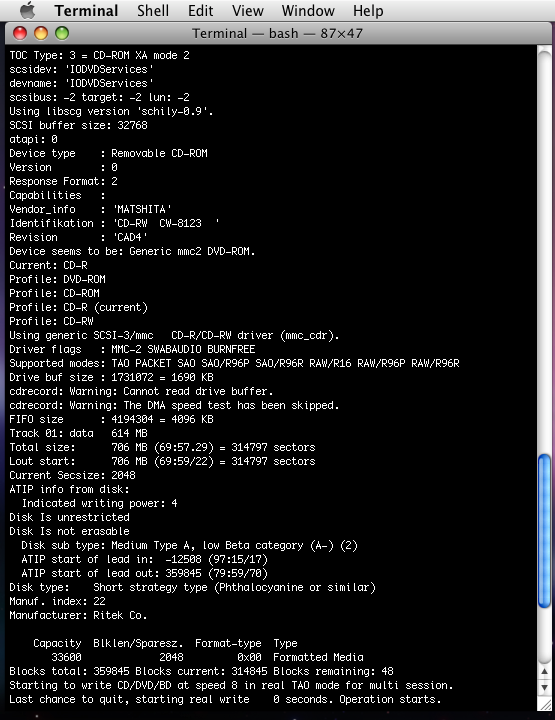 Terminal Shell Edit View Window Help
Terminal — bash — 87×47
TOC Type: 3 = CD-ROM XA mode 2
scsidev: 'IODVDServices'
devname: 'IODVDServices'
scsibus: -2 target: -2 lun: -2
Using libscg version 'schily-0.9'.
SCSI buffer size: 32768
atapi: 0
Device type    : Removable CD-ROM
Version        : 0
Response Format: 2
Capabilities   :
Vendor_info    : 'MATSHITA'
Identifikation : 'CD-RW  CW-8123  '
Revision       : 'CAD4'
Device seems to be: Generic mmc2 DVD-ROM.
Current: CD-R
Profile: DVD-ROM
Profile: CD-ROM
Profile: CD-R (current)
Profile: CD-RW
Using generic SCSI-3/mmc   CD-R/CD-RW driver (mmc_cdr).
Driver flags   : MMC-2 SWABAUDIO BURNFREE
Supported modes: TAO PACKET SAO SAO/R96P SAO/R96R RAW/R16 RAW/R96P RAW/R96R
Drive buf size : 1731072 = 1690 KB
cdrecord: Warning: Cannot read drive buffer.
cdrecord: Warning: The DMA speed test has been skipped.
FIFO size      : 4194304 = 4096 KB
Track 01: data   614 MB
Total size:      706 MB (69:57.29) = 314797 sectors
Lout start:      706 MB (69:59/22) = 314797 sectors
Current Secsize: 2048
ATIP info from disk:
  Indicated writing power: 4
Disk Is unrestricted
Disk Is not erasable
  Disk sub type: Medium Type A, low Beta category (A-) (2)
  ATIP start of lead in:  -12508 (97:15/17)
  ATIP start of lead out: 359845 (79:59/70)
Disk type:    Short strategy type (Phthalocyanine or similar)
Manuf. index: 22
Manufacturer: Ritek Co.
    Capacity  Blklen/Sparesz.  Format-type  Type
       33600             2048         0x00  Formatted Media
Blocks total: 359845 Blocks current: 314845 Blocks remaining: 48
Starting to write CD/DVD/BD at speed 8 in real TAO mode for multi session.
Last chance to quit, starting real write    0 seconds. Operation starts.